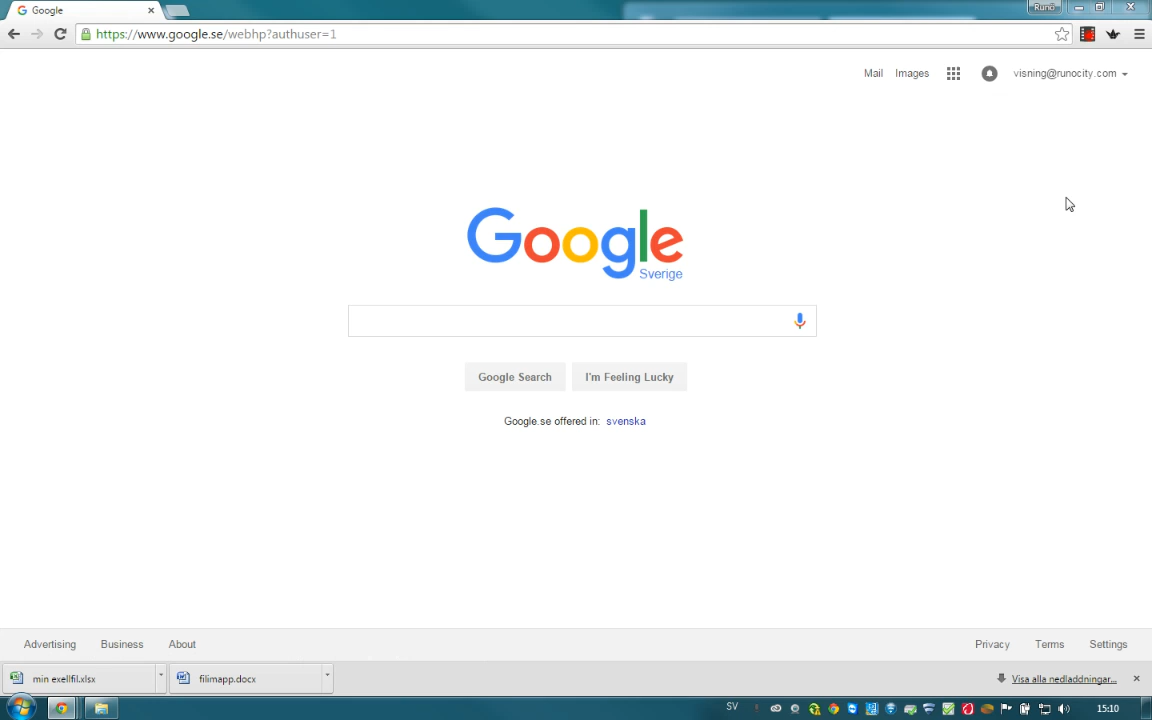 Google
Runo
https://www.google.se/webhp?authuser=1
Mail Images visning@runocity.com
Google
Sverige
Google Search I'm Feeling Lucky
Google.se offered in: svenska
Advertising Business About Privacy Terms Settings
min exellfil.xlsx filimapp.docx Visa alla nedladdningar...
SV 15:10